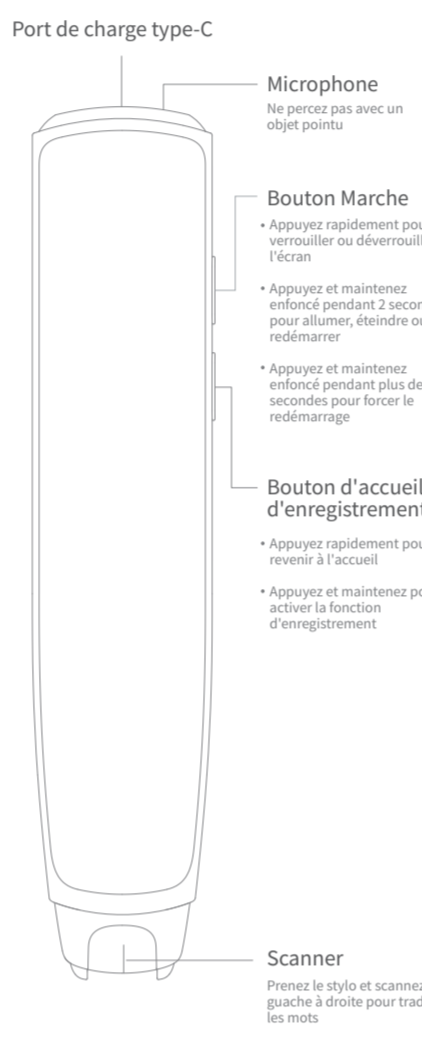 Port de charge type-C
Microphone
Ne percez pas avec un
objet pointu
Bouton Marche
• Appuyez rapidement
verrouiller ou
l'écran
• Appuyez et maintenez
enfoncé pendant 2
pour allumer, éteindre
redémarrer
• Appuyez et maintenez
enfoncé pendant plus de
secondes pour forcer le
redémarrage
Bouton d'accueil
d'enregistrement
• Appuyez rapidement
revenir à l'accueil
• Appuyez et maintenez
activer la fonction
d'enregistrement
Scanner
Prenez le stylo et scannez
guache à droite pour
les mots